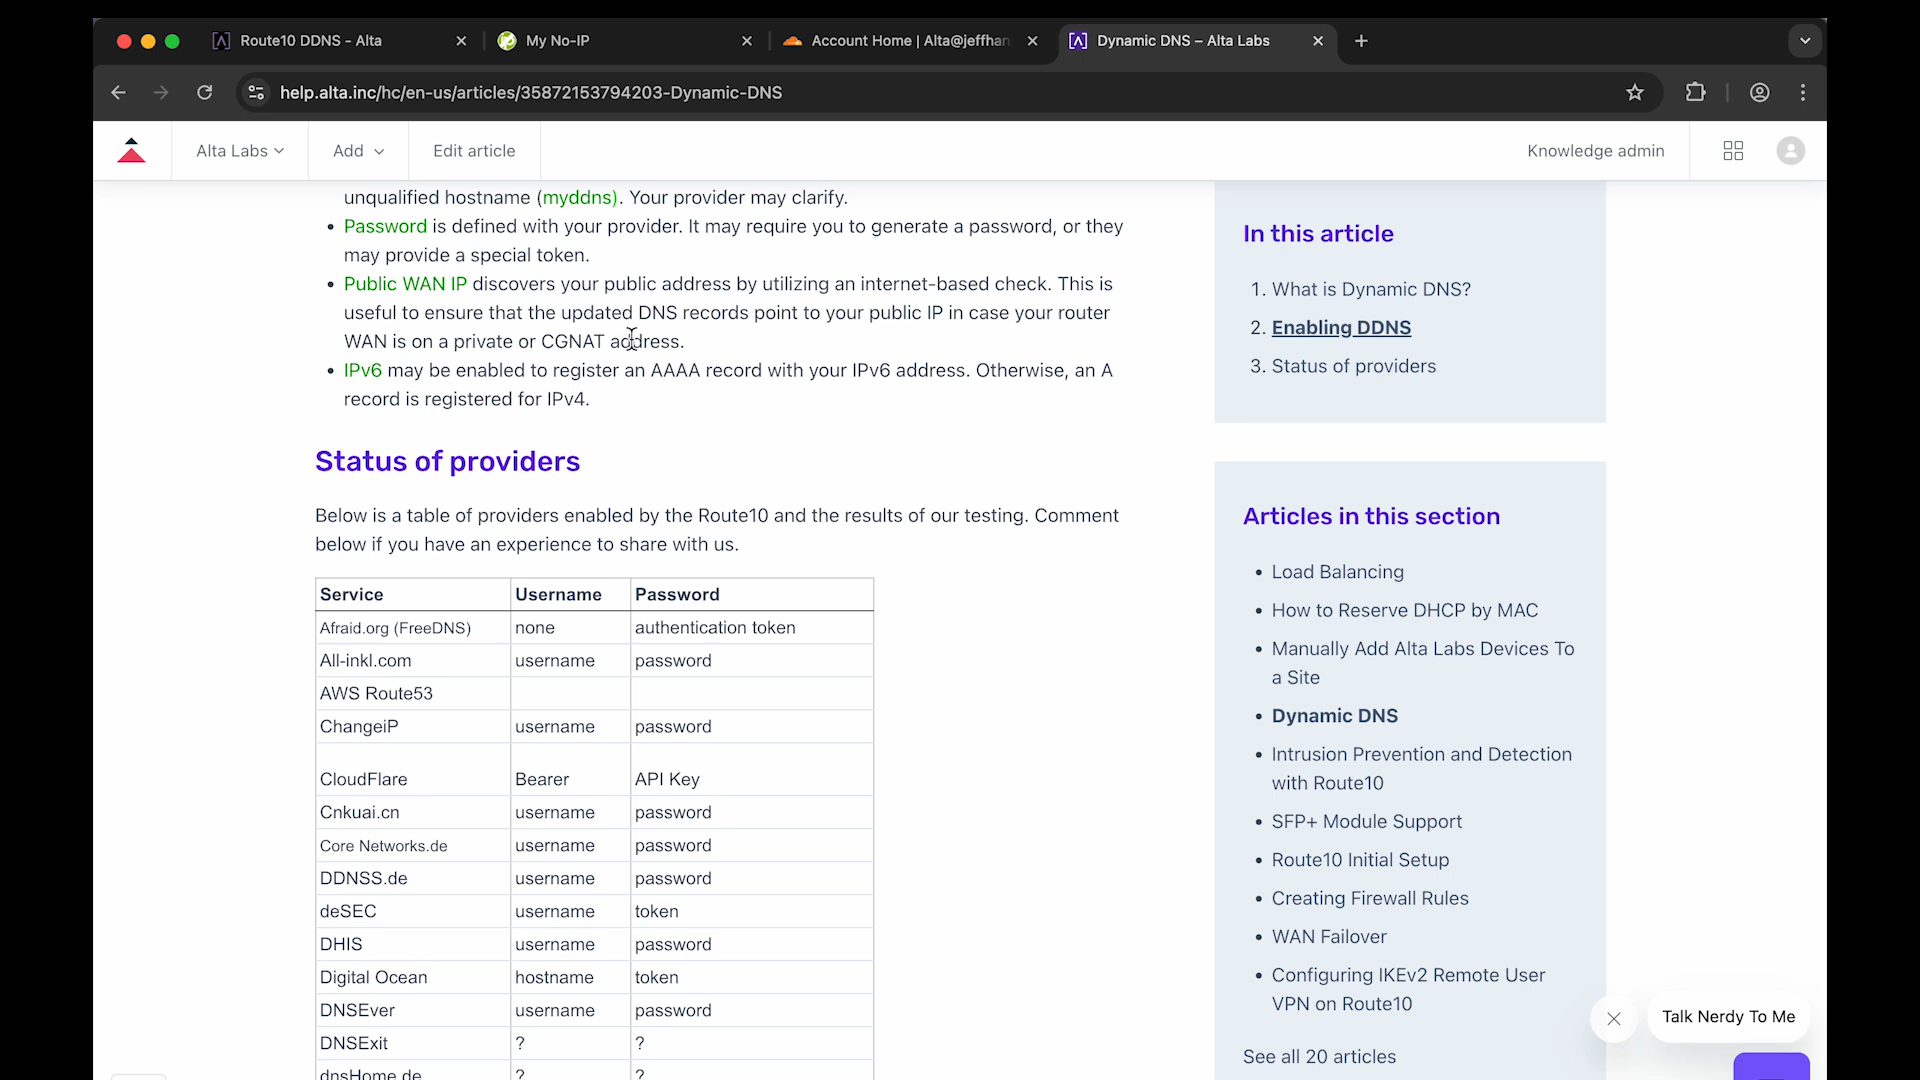 Route10 DDNS - Alta
My No-IP
Account Home | Alta@jeffhan
Dynamic DNS – Alta Labs
help.alta.inc/hc/en-us/articles/35872153794203-Dynamic-DNS
Alta Labs
Add
Edit article
Knowledge admin
unqualified hostname (myddns). Your provider may clarify.
• Password is defined with your provider. It may require you to generate a password, or they
may provide a special token.
• Public WAN IP discovers your public address by utilizing an internet-based check. This is
useful to ensure that the updated DNS records point to your public IP in case your router
WAN is on a private or CGNAT address.
• IPv6 may be enabled to register an AAAA record with your IPv6 address. Otherwise, an A
record is registered for IPv4.
Status of providers
Below is a table of providers enabled by the Route10 and the results of our testing. Comment
below if you have an experience to share with us.
Service Username Password
Afraid.org (FreeDNS) none authentication token
All-inkl.com username password
AWS Route53
ChangeiP username password
CloudFlare Bearer API Key
Cnkuai.cn username password
Core Networks.de username password
DDNSS.de username password
deSEC username token
DHIS username password
Digital Ocean hostname token
DNSEver username password
DNSExit ? ?
dnsHome.de ? ?
In this article
1. What is Dynamic DNS?
2. Enabling DDNS
3. Status of providers
Articles in this section
• Load Balancing
• How to Reserve DHCP by MAC
• Manually Add Alta Labs Devices To
a Site
• Dynamic DNS
• Intrusion Prevention and Detection
with Route10
• SFP+ Module Support
• Route10 Initial Setup
• Creating Firewall Rules
• WAN Failover
• Configuring IKEv2 Remote User
VPN on Route10
See all 20 articles
Talk Nerdy To Me